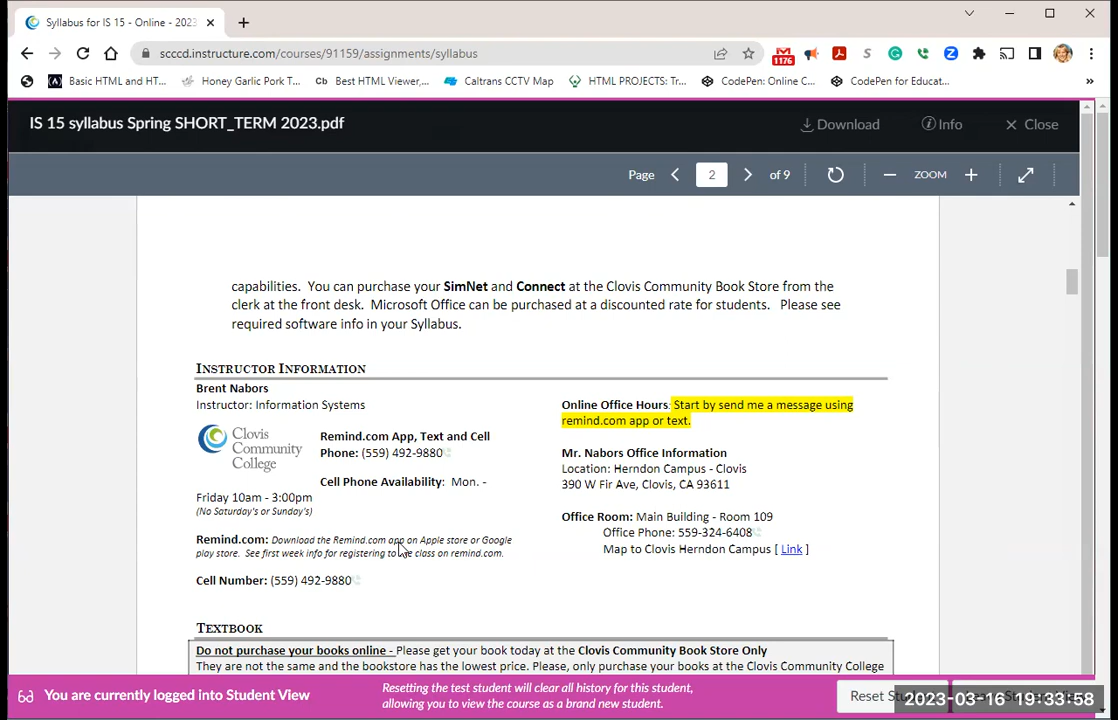 Syllabus for IS 15 - Online - 2023
scccd.instructure.com/courses/91159/assignments/syllabus
1176
Basic HTML and HT...
Honey Garlic Pork T...
Cb Best HTML Viewer,...
Caltrans CCTV Map
HTML PROJECTS: Tr...
CodePen: Online C...
CodePen for Educat...
IS 15 syllabus Spring SHORT_TERM 2023.pdf
Download
Info
Close
Page 2 of 9
ZOOM
capabilities. You can purchase your SimNet and Connect at the Clovis Community Book Store from the
clerk at the front desk. Microsoft Office can be purchased at a discounted rate for students. Please see
required software info in your Syllabus.
INSTRUCTOR INFORMATION
Brent Nabors
Instructor: Information Systems
Clovis
Community
College
Remind.com App, Text and Cell
Phone: (559) 492-9880
Cell Phone Availability: Mon. -
Friday 10am - 3:00pm
(No Saturday's or Sunday's)
Remind.com: Download the Remind.com app on Apple store or Google
play store. See first week info for registering to the class on remind.com.
Cell Number: (559) 492-9880
Online Office Hours: Start by send me a message using
remind.com app or text.
Mr. Nabors Office Information
Location: Herndon Campus - Clovis
390 W Fir Ave, Clovis, CA 93611
Office Room: Main Building - Room 109
Office Phone: 559-324-6408
Map to Clovis Herndon Campus [ Link ]
TEXTBOOK
Do not purchase your books online - Please get your book today at the Clovis Community Book Store Only
They are not the same and the bookstore has the lowest price. Please, only purchase your books at the Clovis Community College
You are currently logged into Student View
Resetting the test student will clear all history for this student,
allowing you to view the course as a brand new student.
Reset
2023-03-16 19:33:58